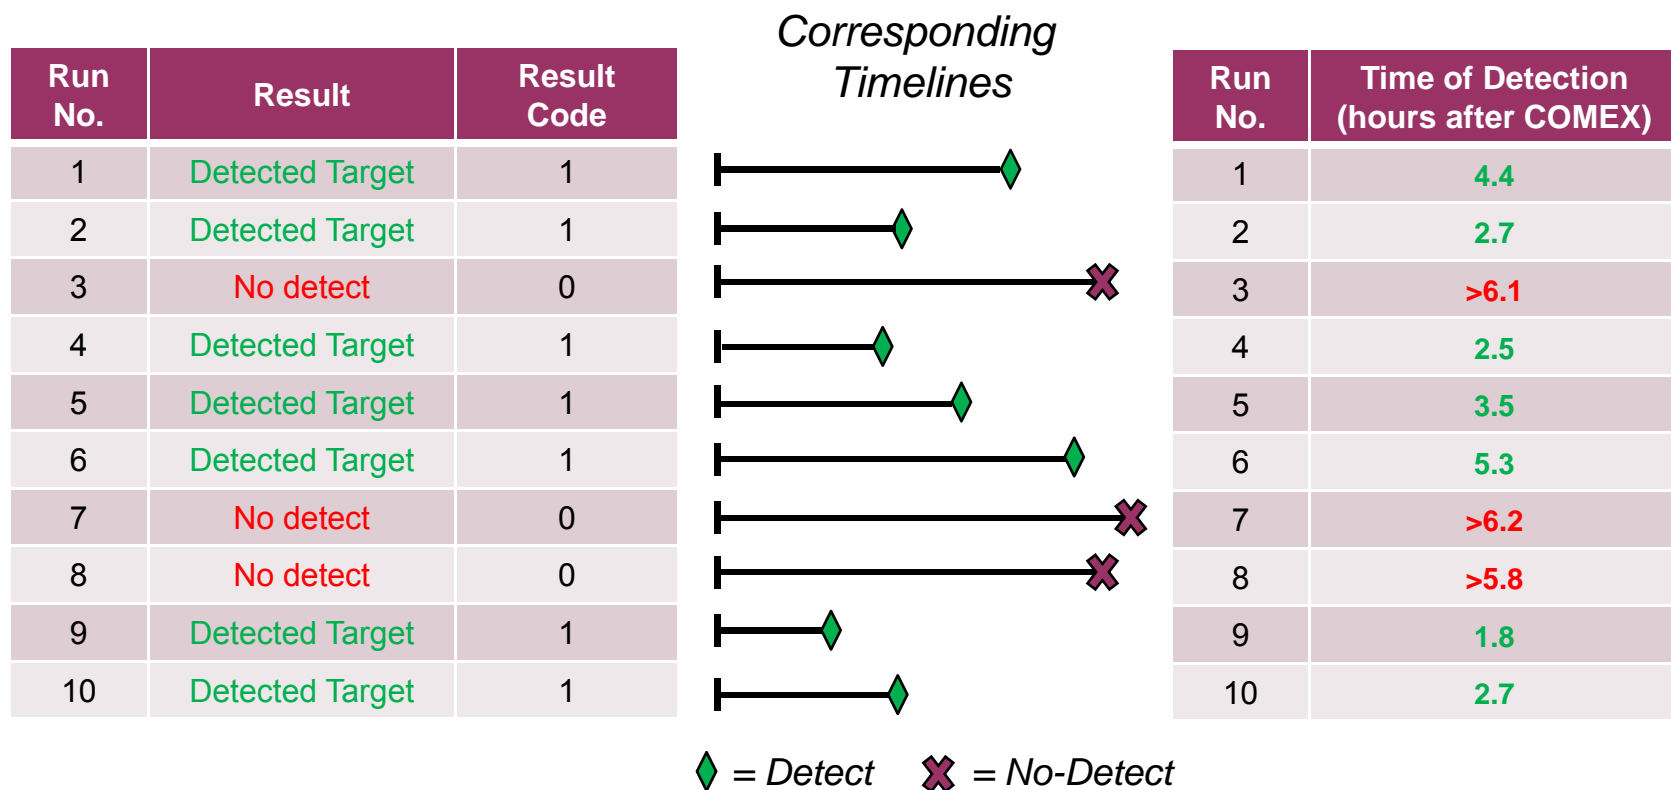 Corresponding
Timelines
Run No. Result Result Code
1 Detected Target 1
2 Detected Target 1
3 No detect 0
4 Detected Target 1
5 Detected Target 1
6 Detected Target 1
7 No detect 0
8 No detect 0
9 Detected Target 1
10 Detected Target 1
Run No. Time of Detection (hours after COMEX)
1 4.4
2 2.7
3 >6.1
4 2.5
5 3.5
6 5.3
7 >6.2
8 >5.8
9 1.8
10 2.7
= Detect = No-Detect